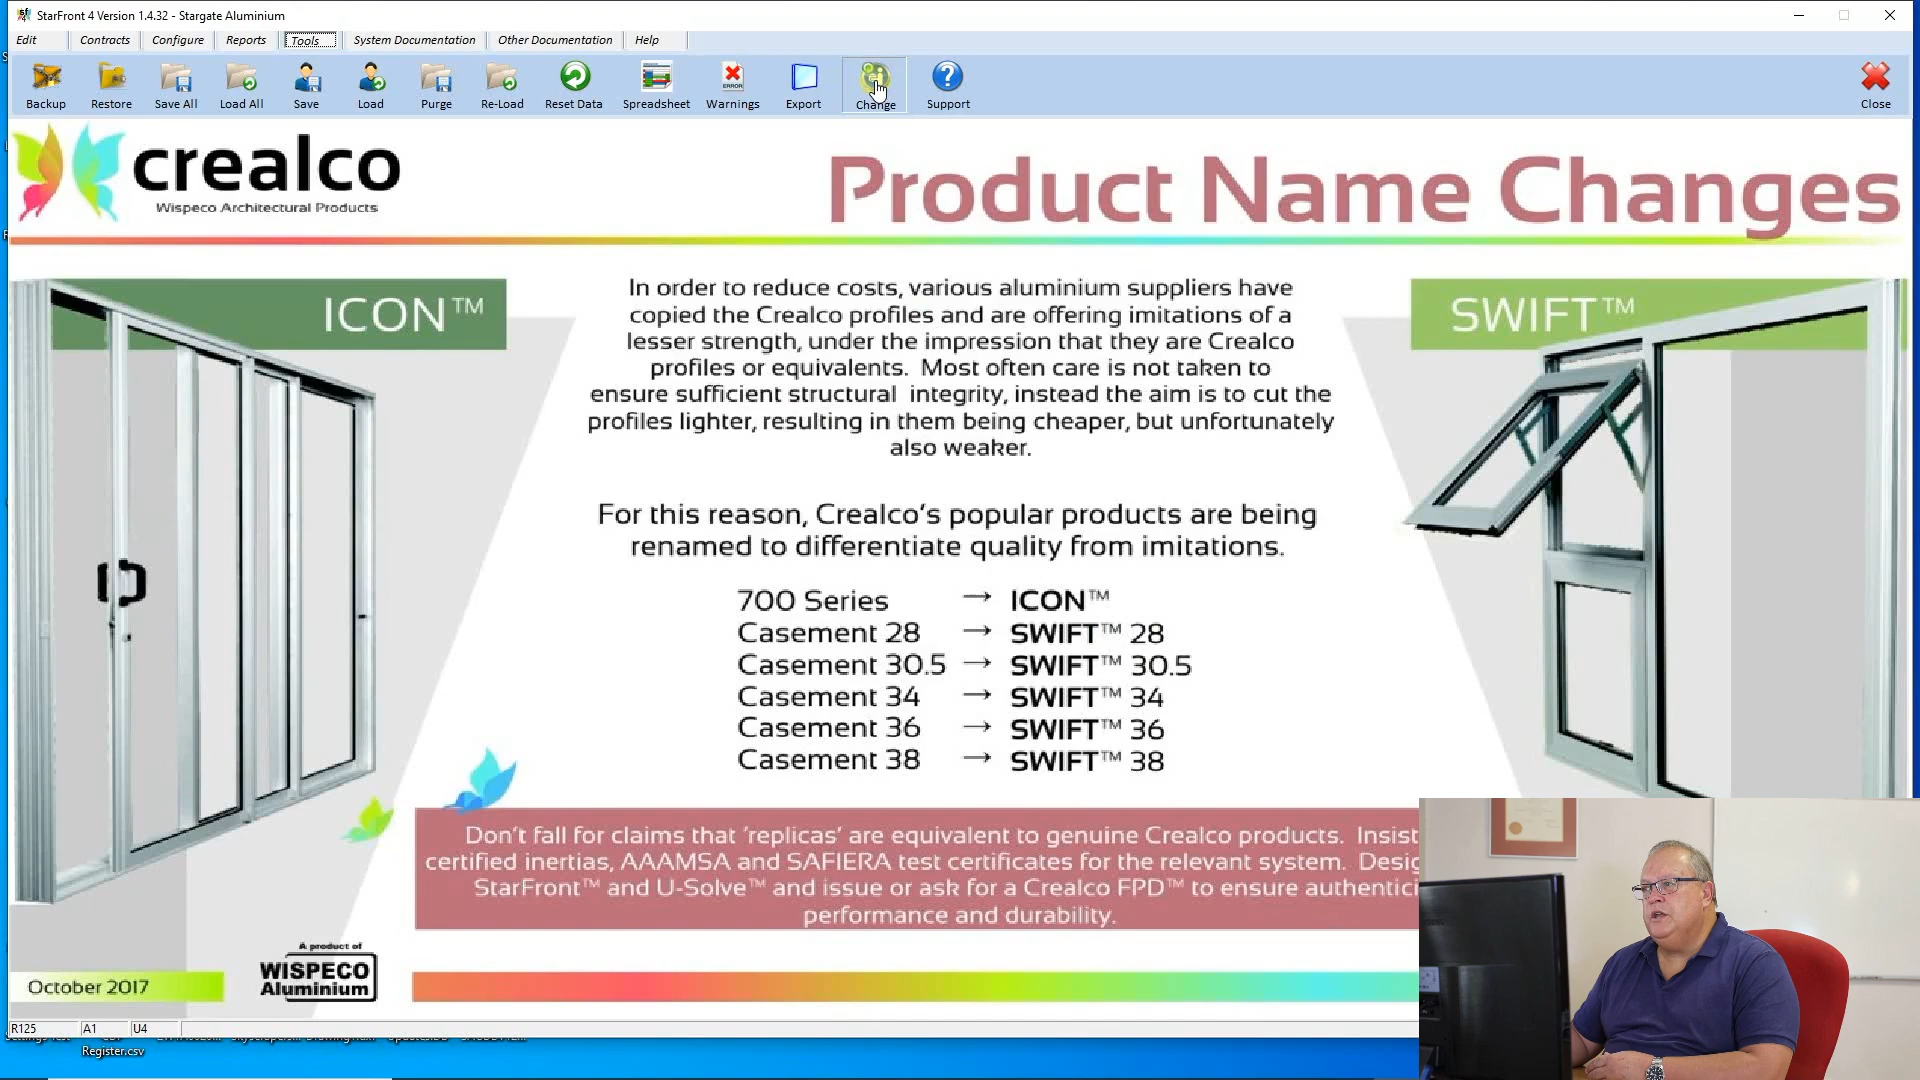 StarFront 4 Version 1.4.32 - Stargate Aluminium
Edit Contracts Configure Reports Tools System Documentation Other Documentation Help
Backup Restore Save All Load All Save Load Purge Re-Load Reset Data Spreadsheet Warnings Export Change Support Close
ERROR
crealco
Wispeco Architectural Products
Product Name Changes
ICON™
SWIFT™
In order to reduce costs, various aluminium suppliers have
copied the Crealco profiles and are offering imitations of a
lesser strength, under the impression that they are Crealco
profiles or equivalents. Most often care is not taken to
ensure sufficient structural integrity, instead the aim is to cut the
profiles lighter, resulting in them being cheaper, but unfortunately
also weaker.
For this reason, Crealco's popular products are being
renamed to differentiate quality from imitations.
700 Series → ICON™
Casement 28 → SWIFT™ 28
Casement 30.5 → SWIFT™ 30.5
Casement 34 → SWIFT™ 34
Casement 36 → SWIFT™ 36
Casement 38 → SWIFT™ 38
Don't fall for claims that 'replicas' are equivalent to genuine Crealco products. Insist
certified inertias, AAAMSA and SAFIERA test certificates for the relevant system. Desig
StarFront™ and U-Solve™ and issue or ask for a Crealco FPD™ to ensure authentici
performance and durability.
A product of
WISPECO
Aluminium
October 2017
R125 A1 U4
Register.csv